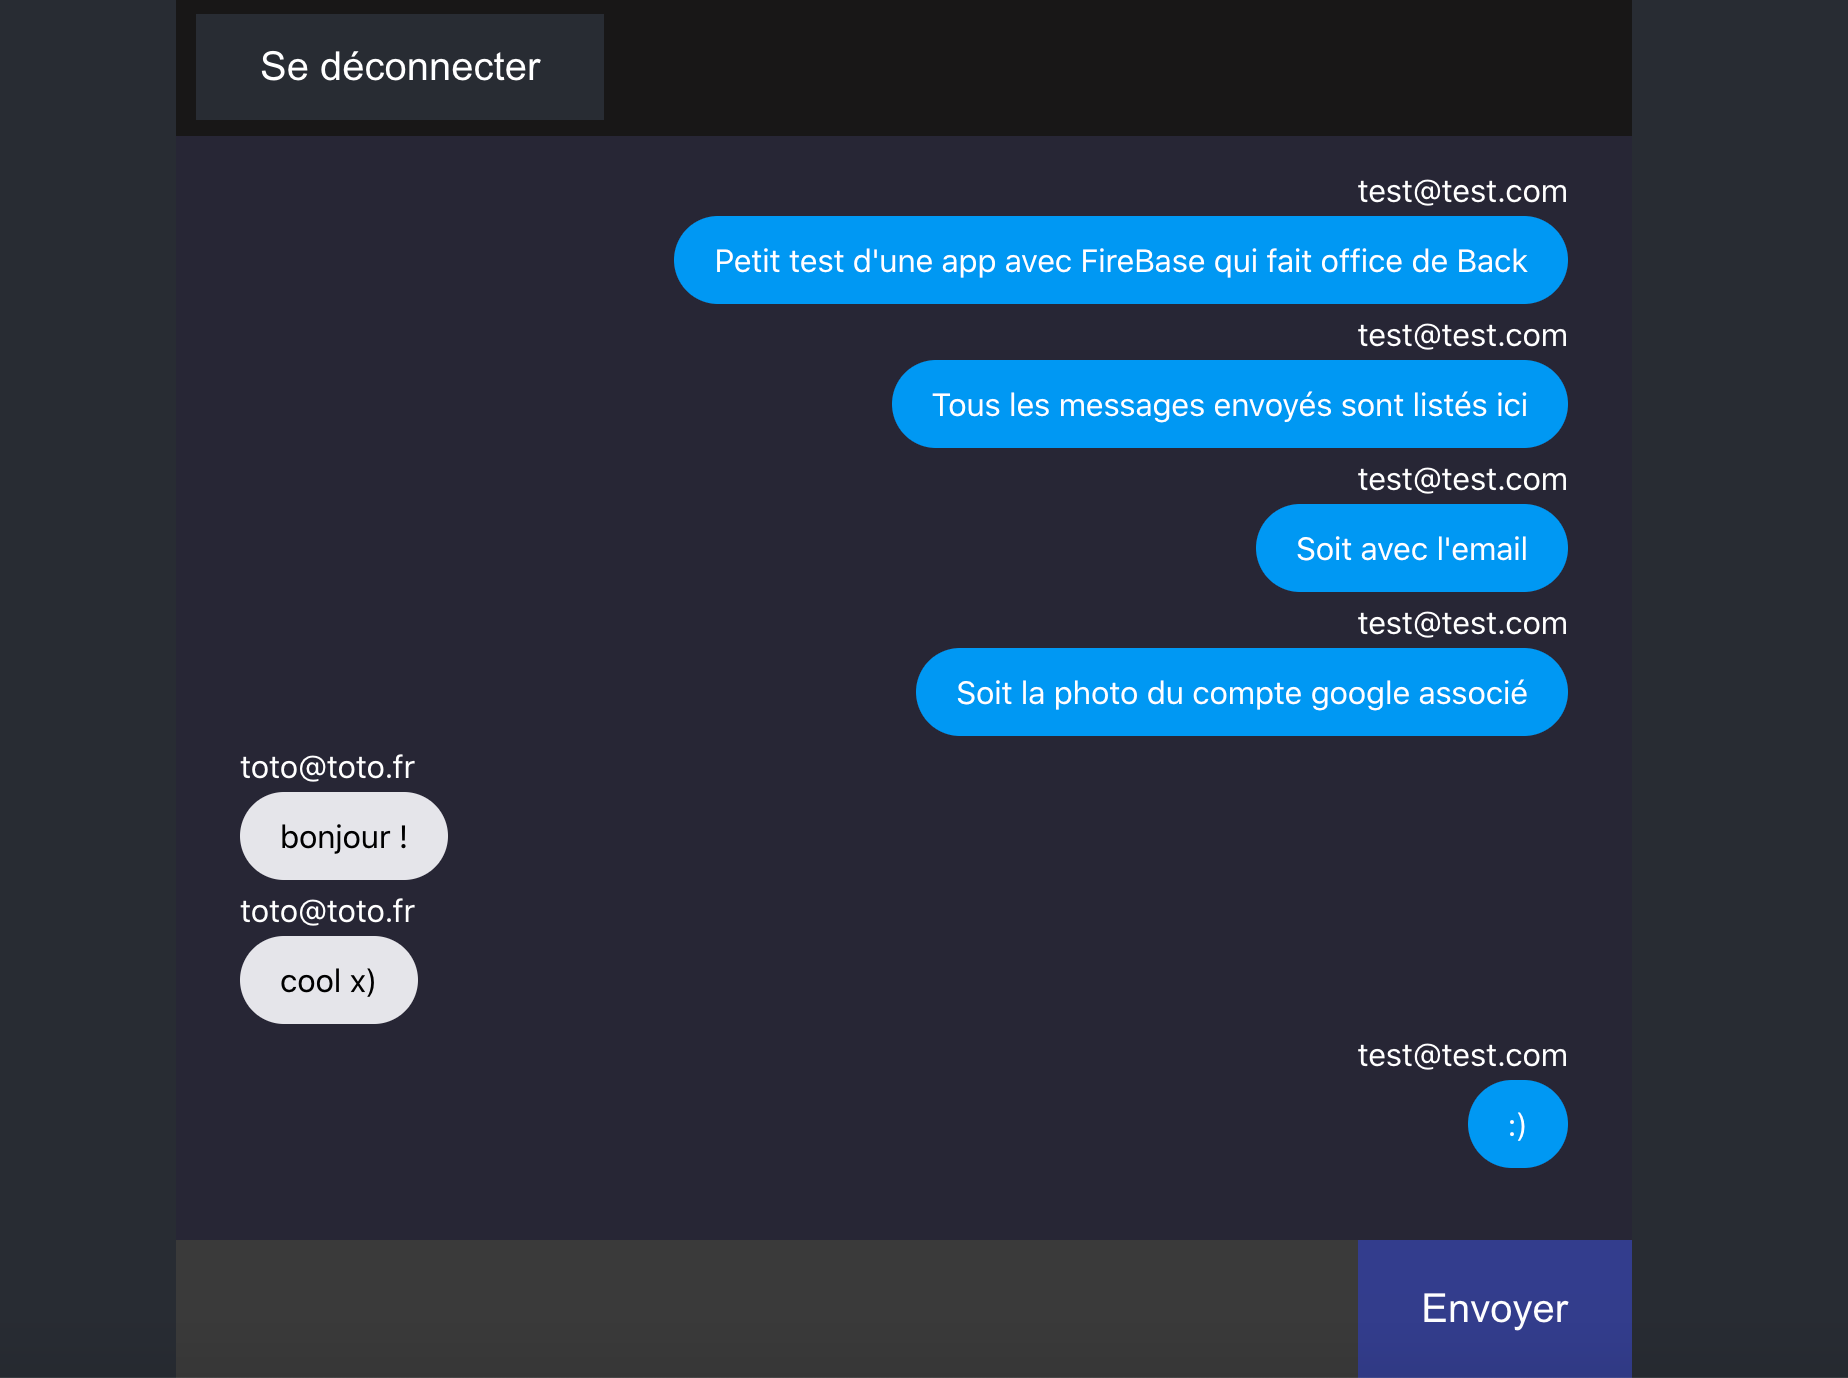 Se déconnecter
test@test.com
Petit test d'une app avec FireBase qui fait office de Back
test@test.com
Tous les messages envoyés sont listés ici
test@test.com
Soit avec l'email
test@test.com
Soit la photo du compte google associé
toto@toto.fr
bonjour !
toto@toto.fr
cool x)
test@test.com
:)
Envoyer